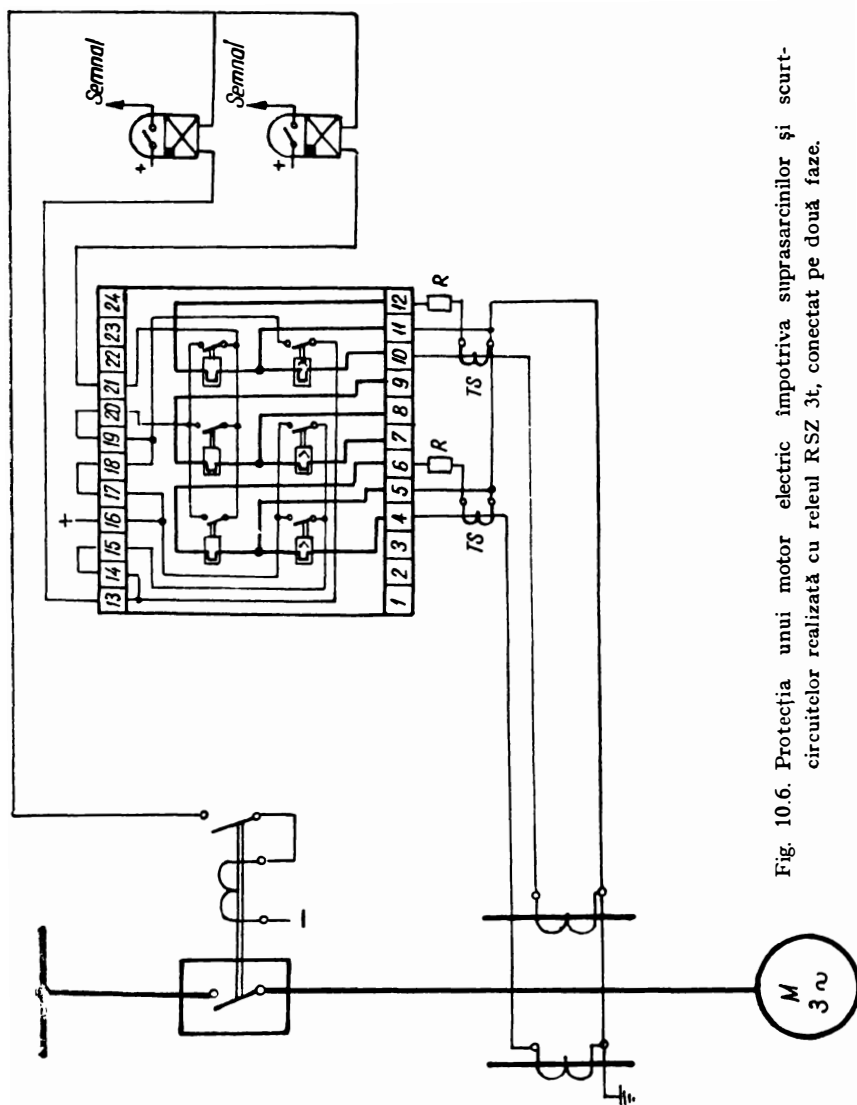 Semnal
Semnal
+
+
13 14 15 16 17 18 19 20 21 22 23 24
+
1 2 3 4 5 6 7 8 9 10 11 12
R
R
TS
TS
M
3 ~
Fig. 10.6. Protecția unui motor electric împotriva suprasarcinilor și scurt-
circuitelor realizată cu releul RSZ 3t, conectat pe două faze.